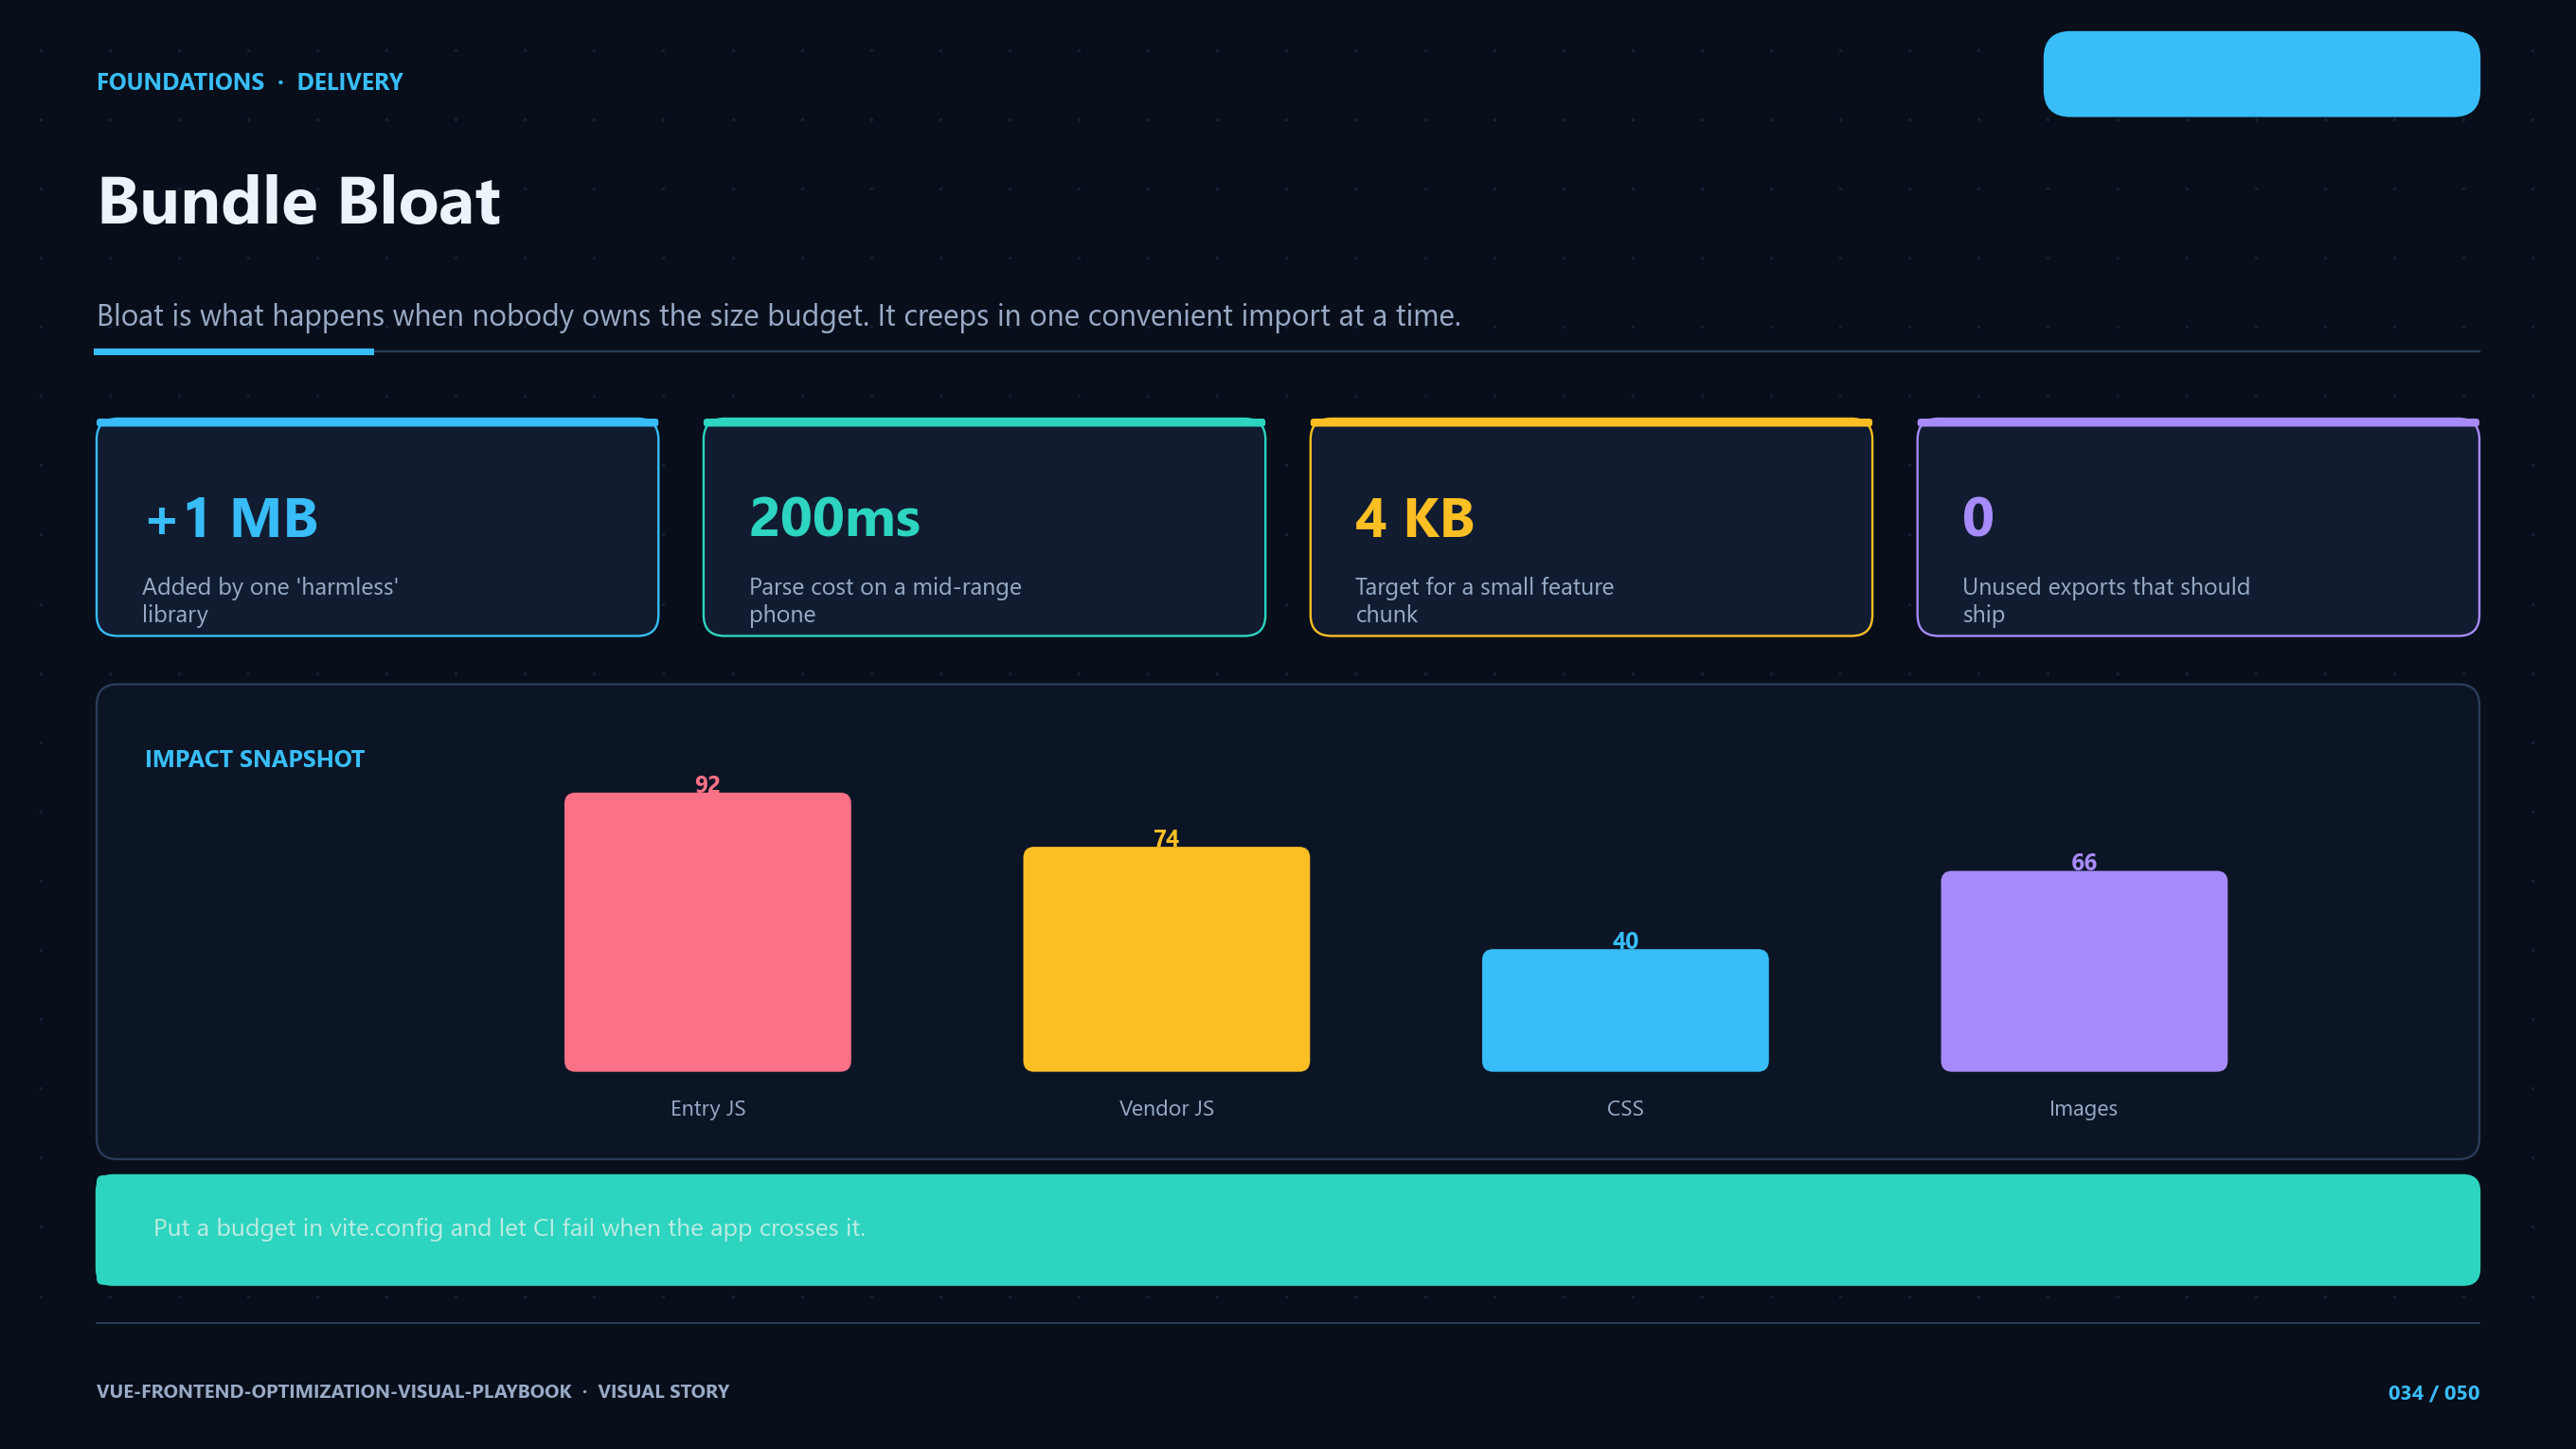 FOUNDATIONS · DELIVERY
Bundle Bloat
Bloat is what happens when nobody owns the size budget. It creeps in one convenient import at a time.
+1 MB
Added by one 'harmless'
library
200ms
Parse cost on a mid-range
phone
4 KB
Target for a small feature
chunk
0
Unused exports that should
ship
IMPACT SNAPSHOT
92
74
40
66
Entry JS
Vendor JS
CSS
Images
Put a budget in vite.config and let CI fail when the app crosses it.
VUE-FRONTEND-OPTIMIZATION-VISUAL-PLAYBOOK · VISUAL STORY
034 / 050